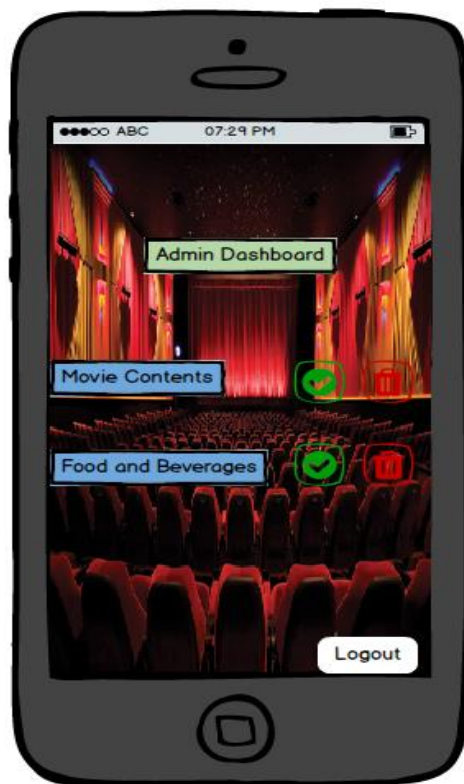 ABC 07:29 PM
Admin Dashboard
Movie Contents
Food and Beverages
Logout